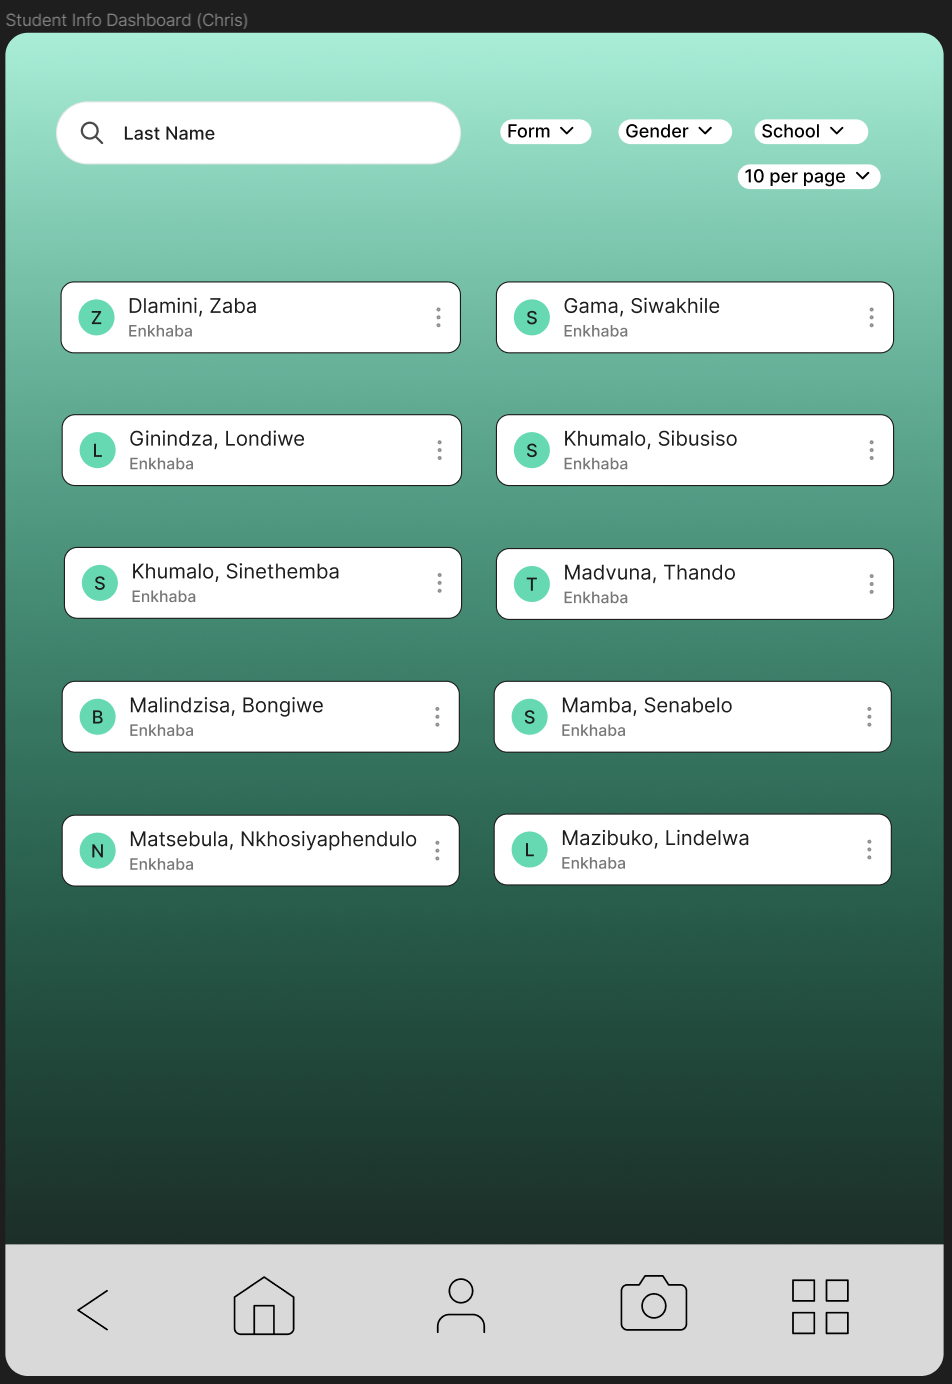 Student Info Dashboard (Chris)
Last Name
Form
Gender
School
10 per page
Z
Dlamini, Zaba
Enkhaba
S
Gama, Siwakhile
Enkhaba
L
Ginindza, Londiwe
Enkhaba
S
Khumalo, Sibusiso
Enkhaba
S
Khumalo, Sinethemba
Enkhaba
T
Madvuna, Thando
Enkhaba
B
Malindzisa, Bongiwe
Enkhaba
S
Mamba, Senabelo
Enkhaba
N
Matsebula, Nkhosiyaphendulo
Enkhaba
L
Mazibuko, Lindelwa
Enkhaba